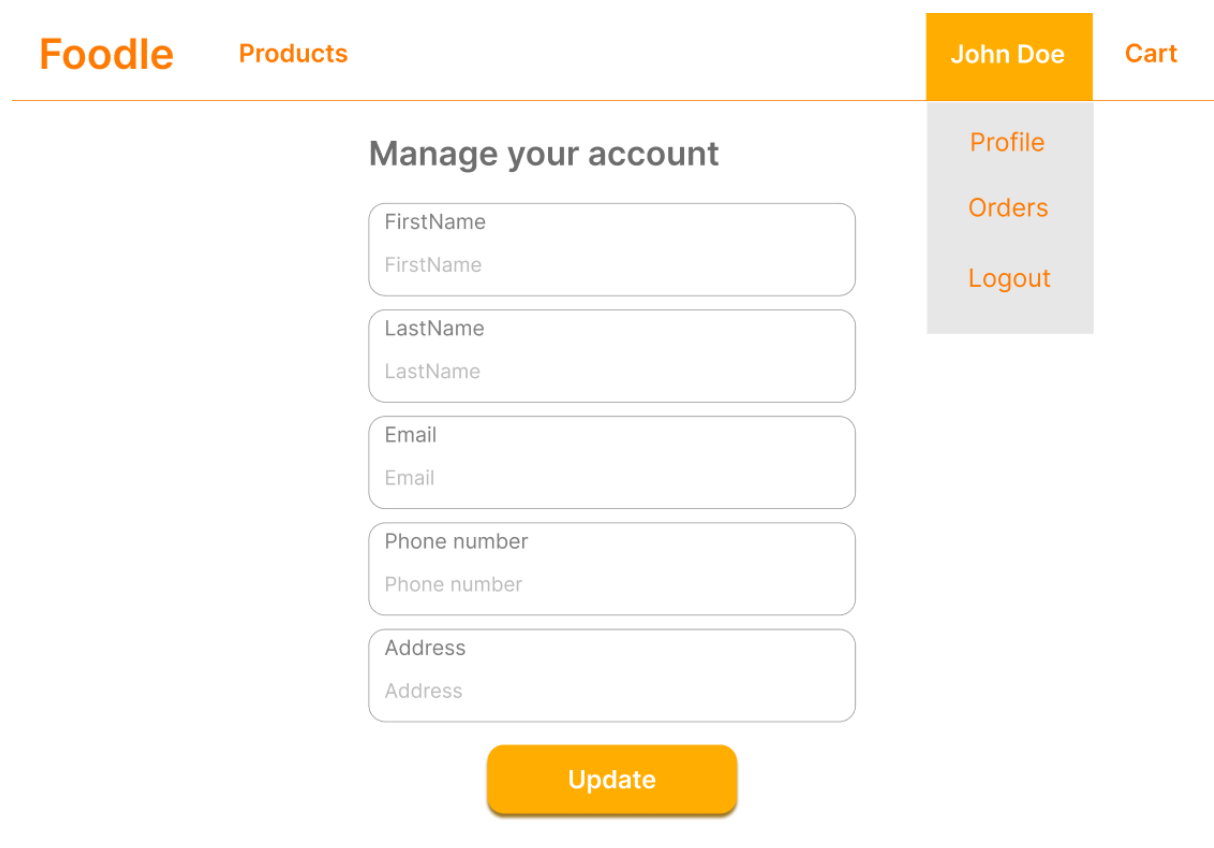 Foodle
Products
John Doe
Cart
Profile
Orders
Logout
Manage your account
FirstName
FirstName
LastName
LastName
Email
Email
Phone number
Phone number
Address
Address
Update